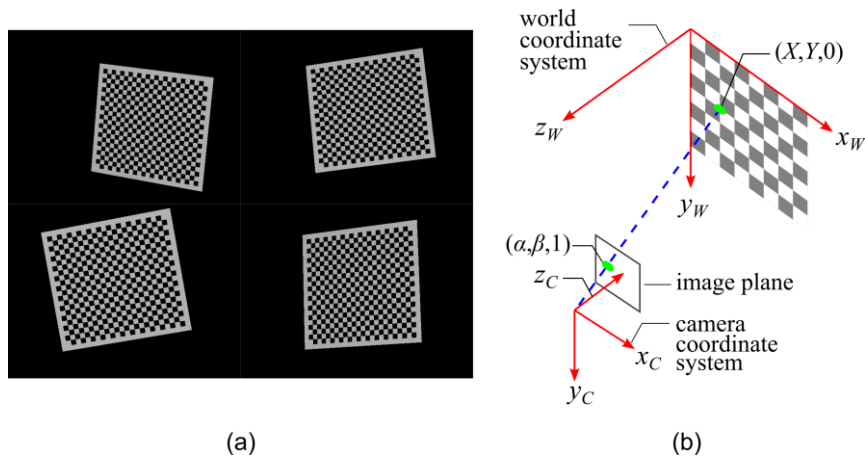 world
coordinate
system
(X,Y,0)
z_W
x_W
y_W
(α,β,1)
z_C
image plane
camera
coordinate
system
x_C
y_C
(a)
(b)